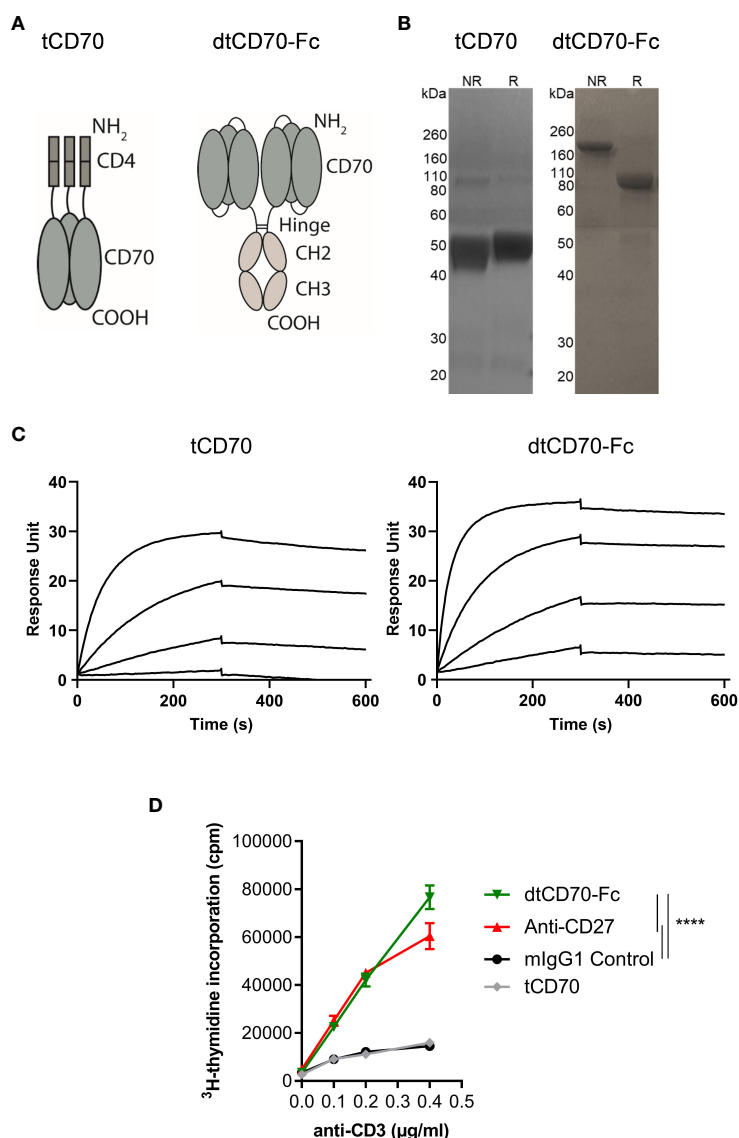 A
tCD70
dtCD70-Fc
NH2
CD4
CD70
COOH
NH2
CD70
Hinge
CH2
CH3
COOH
B
tCD70
dtCD70-Fc
NR R
kDa
260
160
110
80
60
50
40
30
20
NR R
kDa
260
160
110
80
60
50
40
30
20
C
tCD70
Response Unit
40
30
20
10
0
0 200 400 600
Time (s)
dtCD70-Fc
Response Unit
40
30
20
10
0
0 200 400 600
Time (s)
D
³H-thymidine incorporation (cpm)
100000
80000
60000
40000
20000
0
0.0 0.1 0.2 0.3 0.4 0.5
anti-CD3 (µg/ml)
dtCD70-Fc
Anti-CD27
mIgG1 Control
tCD70
****